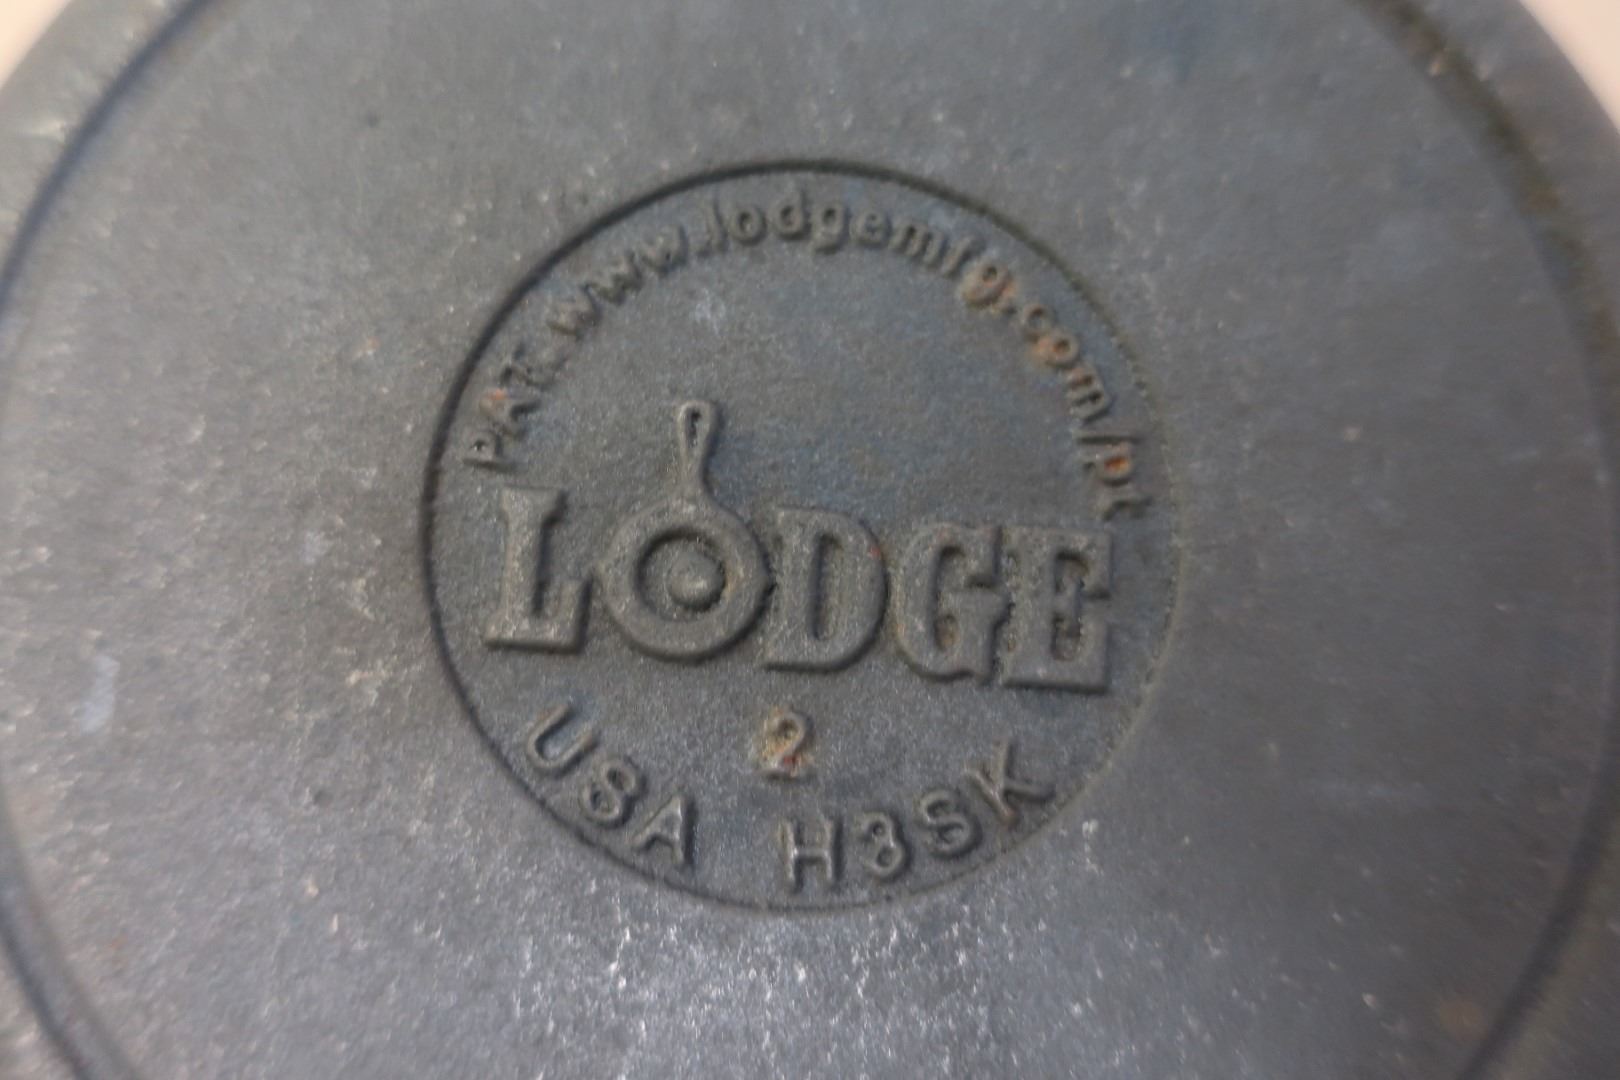 PAT. www.lodgemfg.com/pt
LODGE
2
USA H3SK